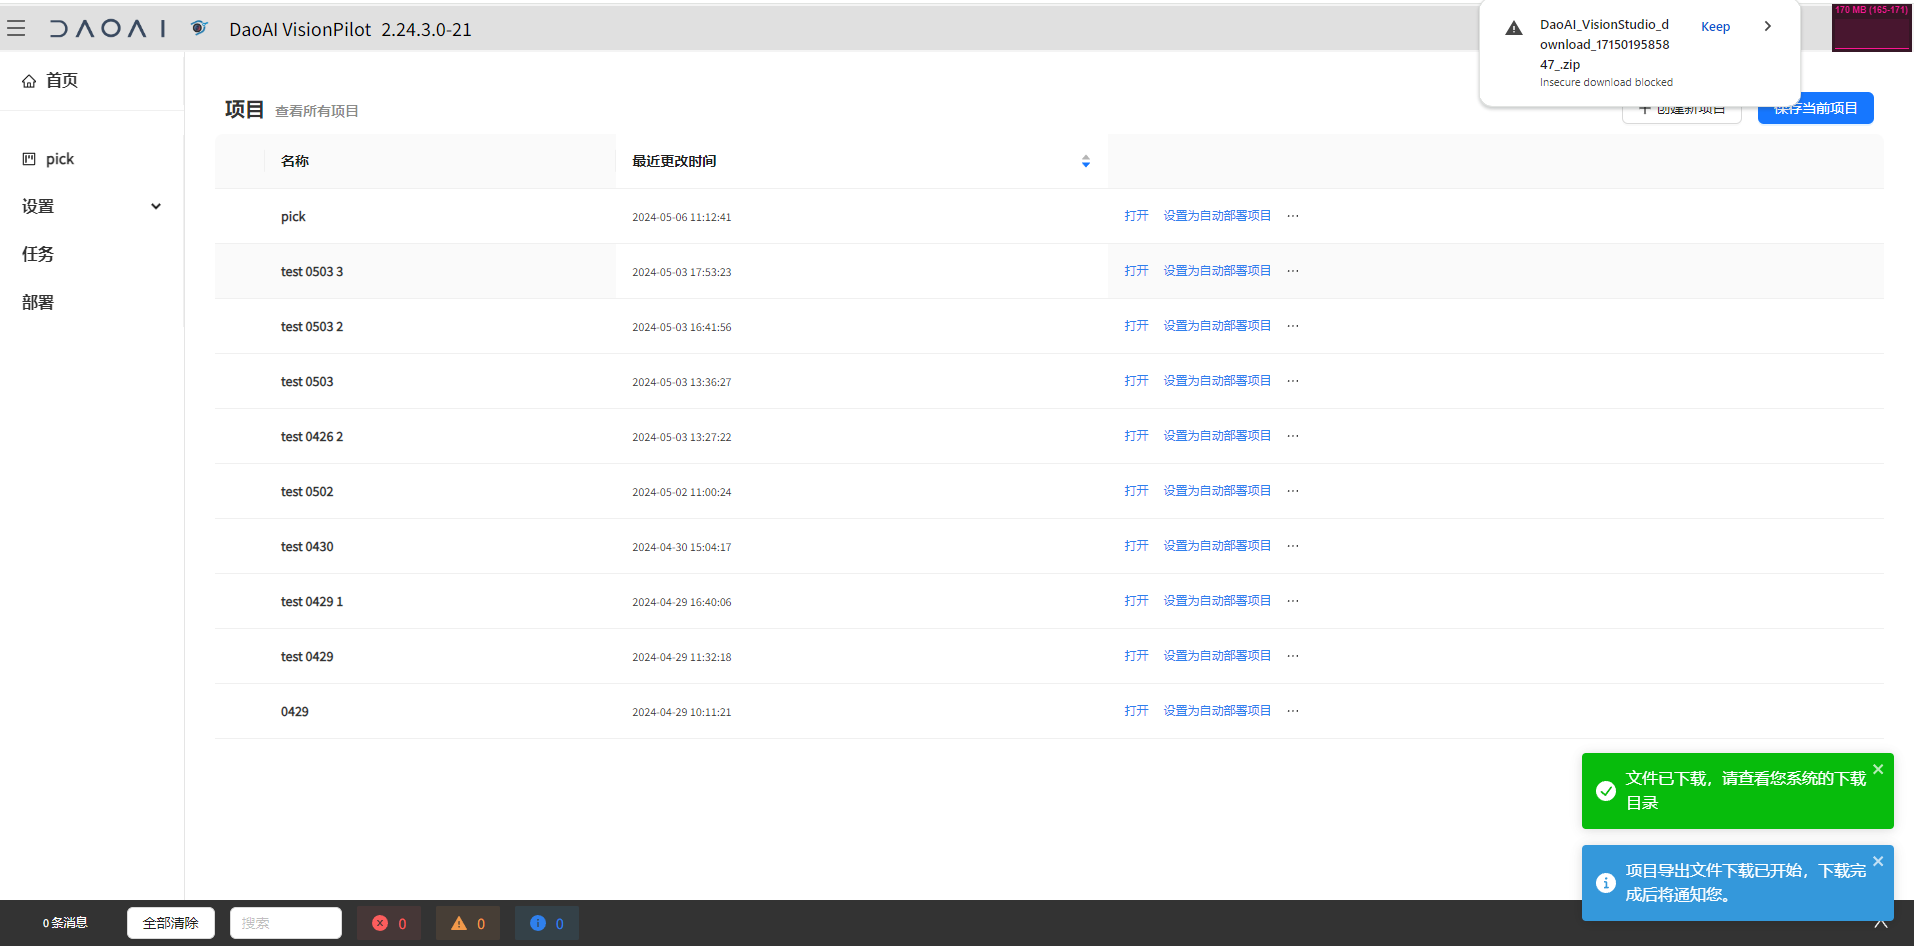 DAOAI DaoAI VisionPilot 2.24.3.0-21
DaoAI_VisionStudio_d
ownload_17150195858
47_.zip
Insecure download blocked
Keep
170 MB (165-171)
首页
项目 查看所有项目
创建新项目 保存当前项目
pick
设置
任务
部署
名称 最近更改时间
pick 2024-05-06 11:12:41 打开 设置为自动部署项目 ···
test 0503 3 2024-05-03 17:53:23 打开 设置为自动部署项目 ···
test 0503 2 2024-05-03 16:41:56 打开 设置为自动部署项目 ···
test 0503 2024-05-03 13:36:27 打开 设置为自动部署项目 ···
test 0426 2 2024-05-03 13:27:22 打开 设置为自动部署项目 ···
test 0502 2024-05-02 11:00:24 打开 设置为自动部署项目 ···
test 0430 2024-04-30 15:04:17 打开 设置为自动部署项目 ···
test 0429 1 2024-04-29 16:40:06 打开 设置为自动部署项目 ···
test 0429 2024-04-29 11:32:18 打开 设置为自动部署项目 ···
0429 2024-04-29 10:11:21 打开 设置为自动部署项目 ···
文件已下载，请查看您系统的下载
目录
项目导出文件下载已开始，下载完
成后将通知您。
0 条消息 全部清除 搜索 0 0 0